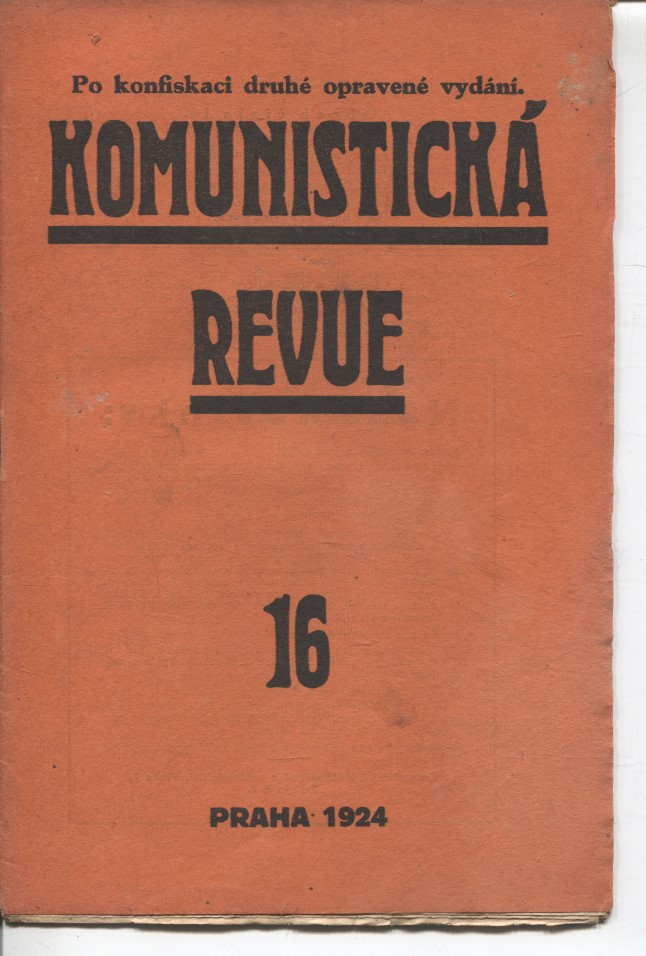 Po konfiskaci druhé opravené vydání.
KOMUNISTICKÁ
REVUE
16
PRAHA 1924